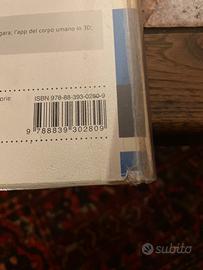 gara; l'app del corpo umano in 3D;
orie
ISBN 978-88-393-0280-9
9 788839 302809
subito